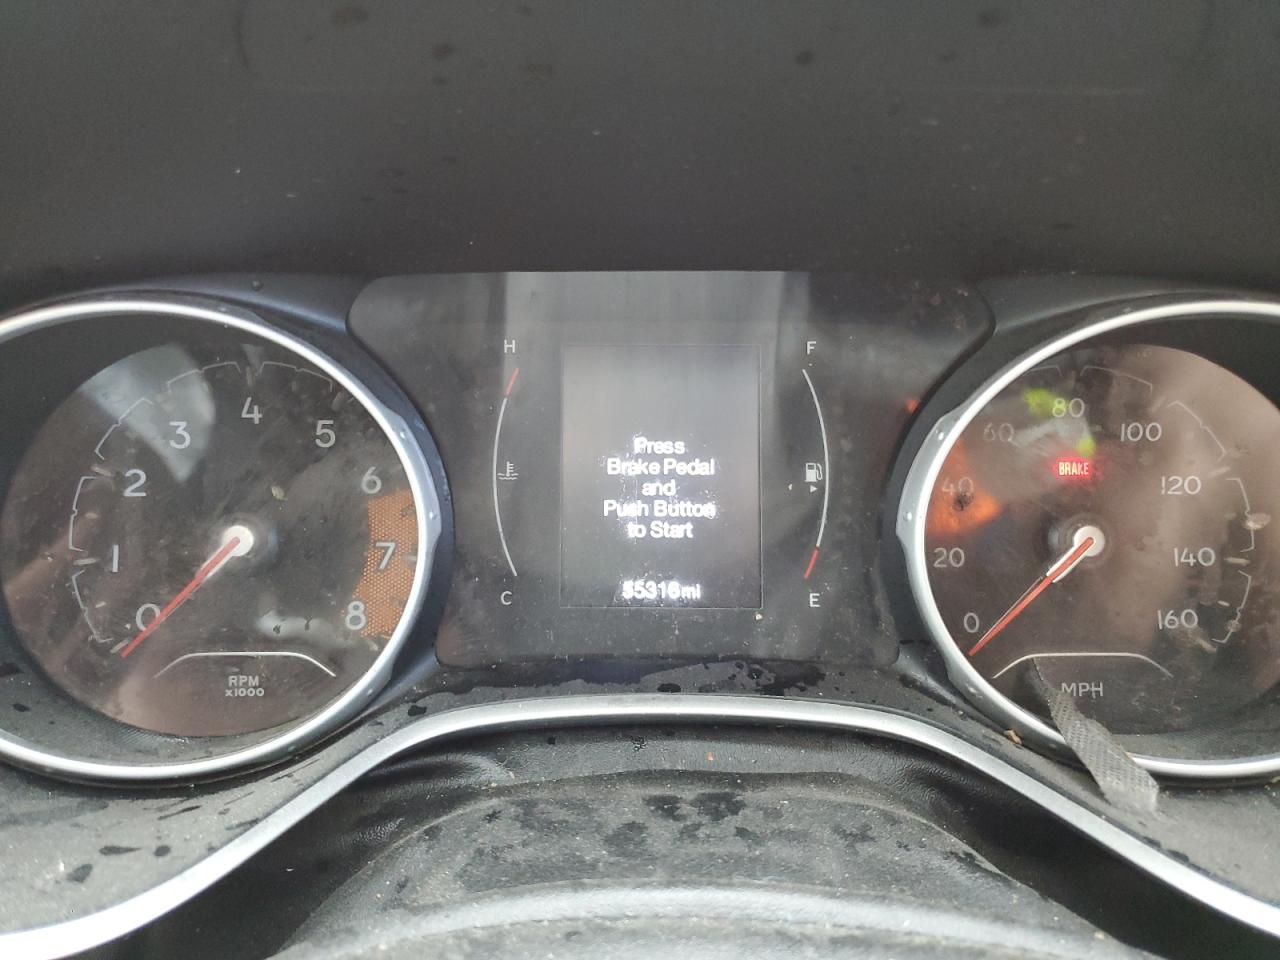 H
F
Press
Brake Pedal
and
Push Button
to Start
55316mi
C
E
0
1
2
3
4
5
6
7
8
RPM
x1000
0
20
40
60
80
100
120
140
160
BRAKE
MPH